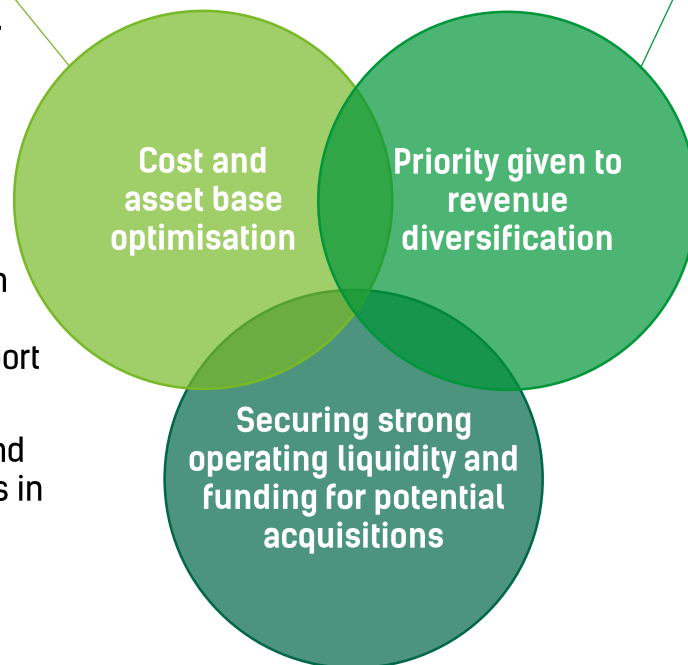 Cost and
asset base
optimisation
Priority given to
revenue
diversification
Securing strong
operating liquidity and
funding for potential
acquisitions
s in